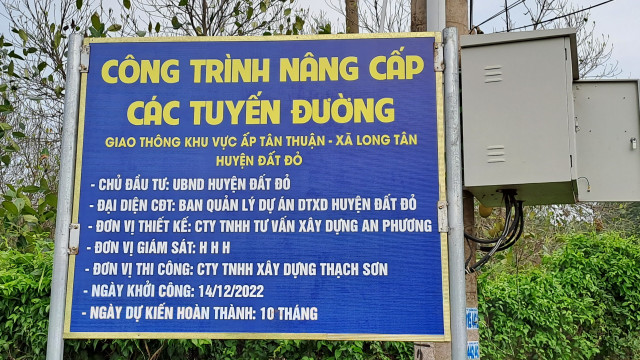 CÔNG TRÌNH NÂNG CẤP
CÁC TUYẾN ĐƯỜNG
GIAO THÔNG KHU VỰC ẤP TÂN THUẬN - XÃ LONG TÂN
HUYỆN ĐẤT ĐỎ
- CHỦ ĐẦU TƯ: UBND HUYỆN ĐẤT ĐỎ
- ĐẠI DIỆN CĐT: BAN QUẢN LÝ DỰ ÁN DTXD HUYỆN ĐẤT ĐỎ
- ĐƠN VỊ THIẾT KẾ: CTY TNHH TƯ VẤN XÂY DỰNG AN PHƯƠNG
- ĐƠN VỊ GIÁM SÁT: H H H
- ĐƠN VỊ THI CÔNG: CTY TNHH XÂY DỰNG THẠCH SƠN
- NGÀY KHỞI CÔNG: 14/12/2022
- NGÀY DỰ KIẾN HOÀN THÀNH: 10 THÁNG